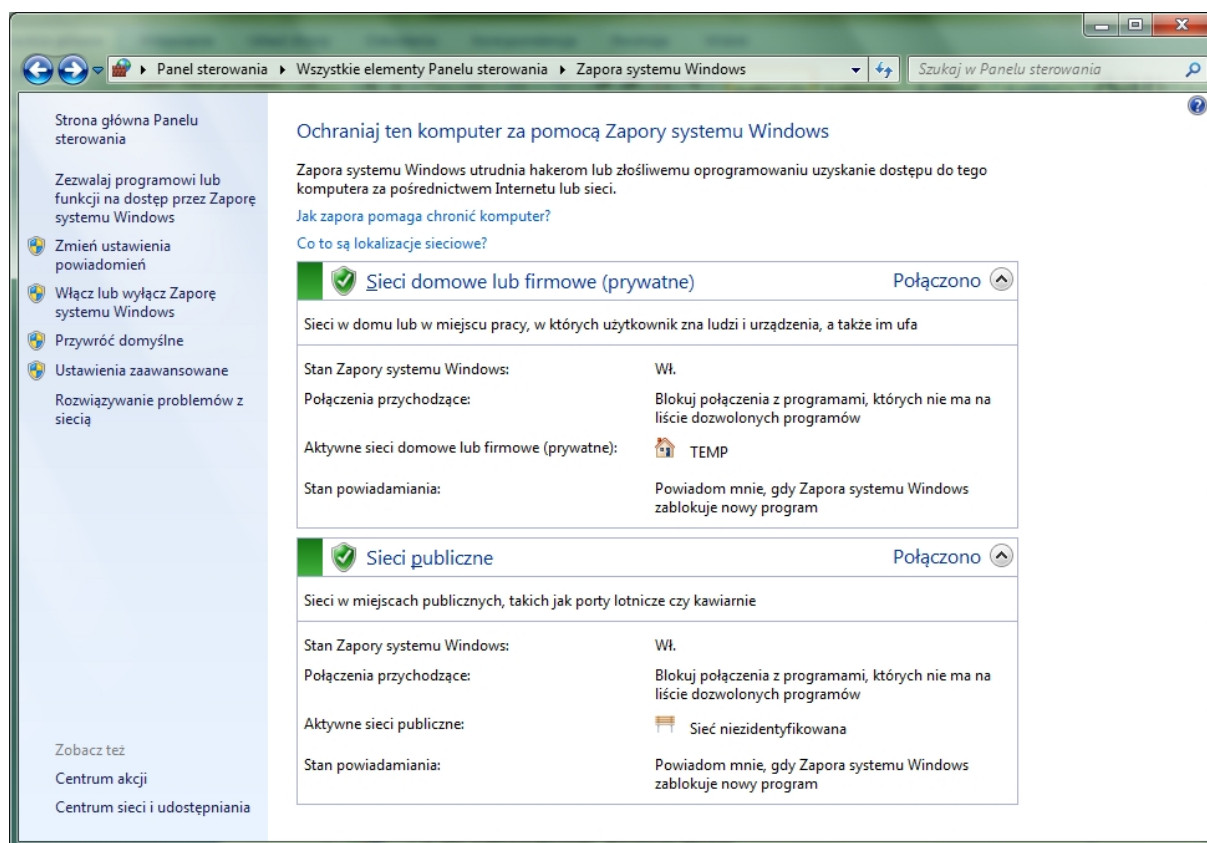 Panel sterowania
Wszystkie elementy Panelu sterowania
Zapora systemu Windows
Szukaj w Panelu sterowania
Strona główna Panelu
sterowania
Zezwalaj programowi lub
funkcji na dostęp przez Zaporę
systemu Windows
Zmień ustawienia
powiadomień
Włącz lub wyłącz Zaporę
systemu Windows
Przywróć domyślne
Ustawienia zaawansowane
Rozwiązywanie problemów z
siecią
Zobacz też
Centrum akcji
Centrum sieci i udostępniania
Ochraniaj ten komputer za pomocą Zapory systemu Windows
Zapora systemu Windows utrudnia hakerom lub złośliwemu oprogramowaniu uzyskanie dostępu do tego
komputera za pośrednictwem Internetu lub sieci.
Jak zapora pomaga chronić komputer?
Co to są lokalizacje sieciowe?
Sieci domowe lub firmowe (prywatne) Połączono
Sieci w domu lub w miejscu pracy, w których użytkownik zna ludzi i urządzenia, a także im ufa
Stan Zapory systemu Windows: Wł.
Połączenia przychodzące: Blokuj połączenia z programami, których nie ma na
liście dozwolonych programów
Aktywne sieci domowe lub firmowe (prywatne): TEMP
Stan powiadamiania: Powiadom mnie, gdy Zapora systemu Windows
zablokuje nowy program
Sieci publiczne Połączono
Sieci w miejscach publicznych, takich jak porty lotnicze czy kawiarnie
Stan Zapory systemu Windows: Wł.
Połączenia przychodzące: Blokuj połączenia z programami, których nie ma na
liście dozwolonych programów
Aktywne sieci publiczne: Sieć niezidentyfikowana
Stan powiadamiania: Powiadom mnie, gdy Zapora systemu Windows
zablokuje nowy program